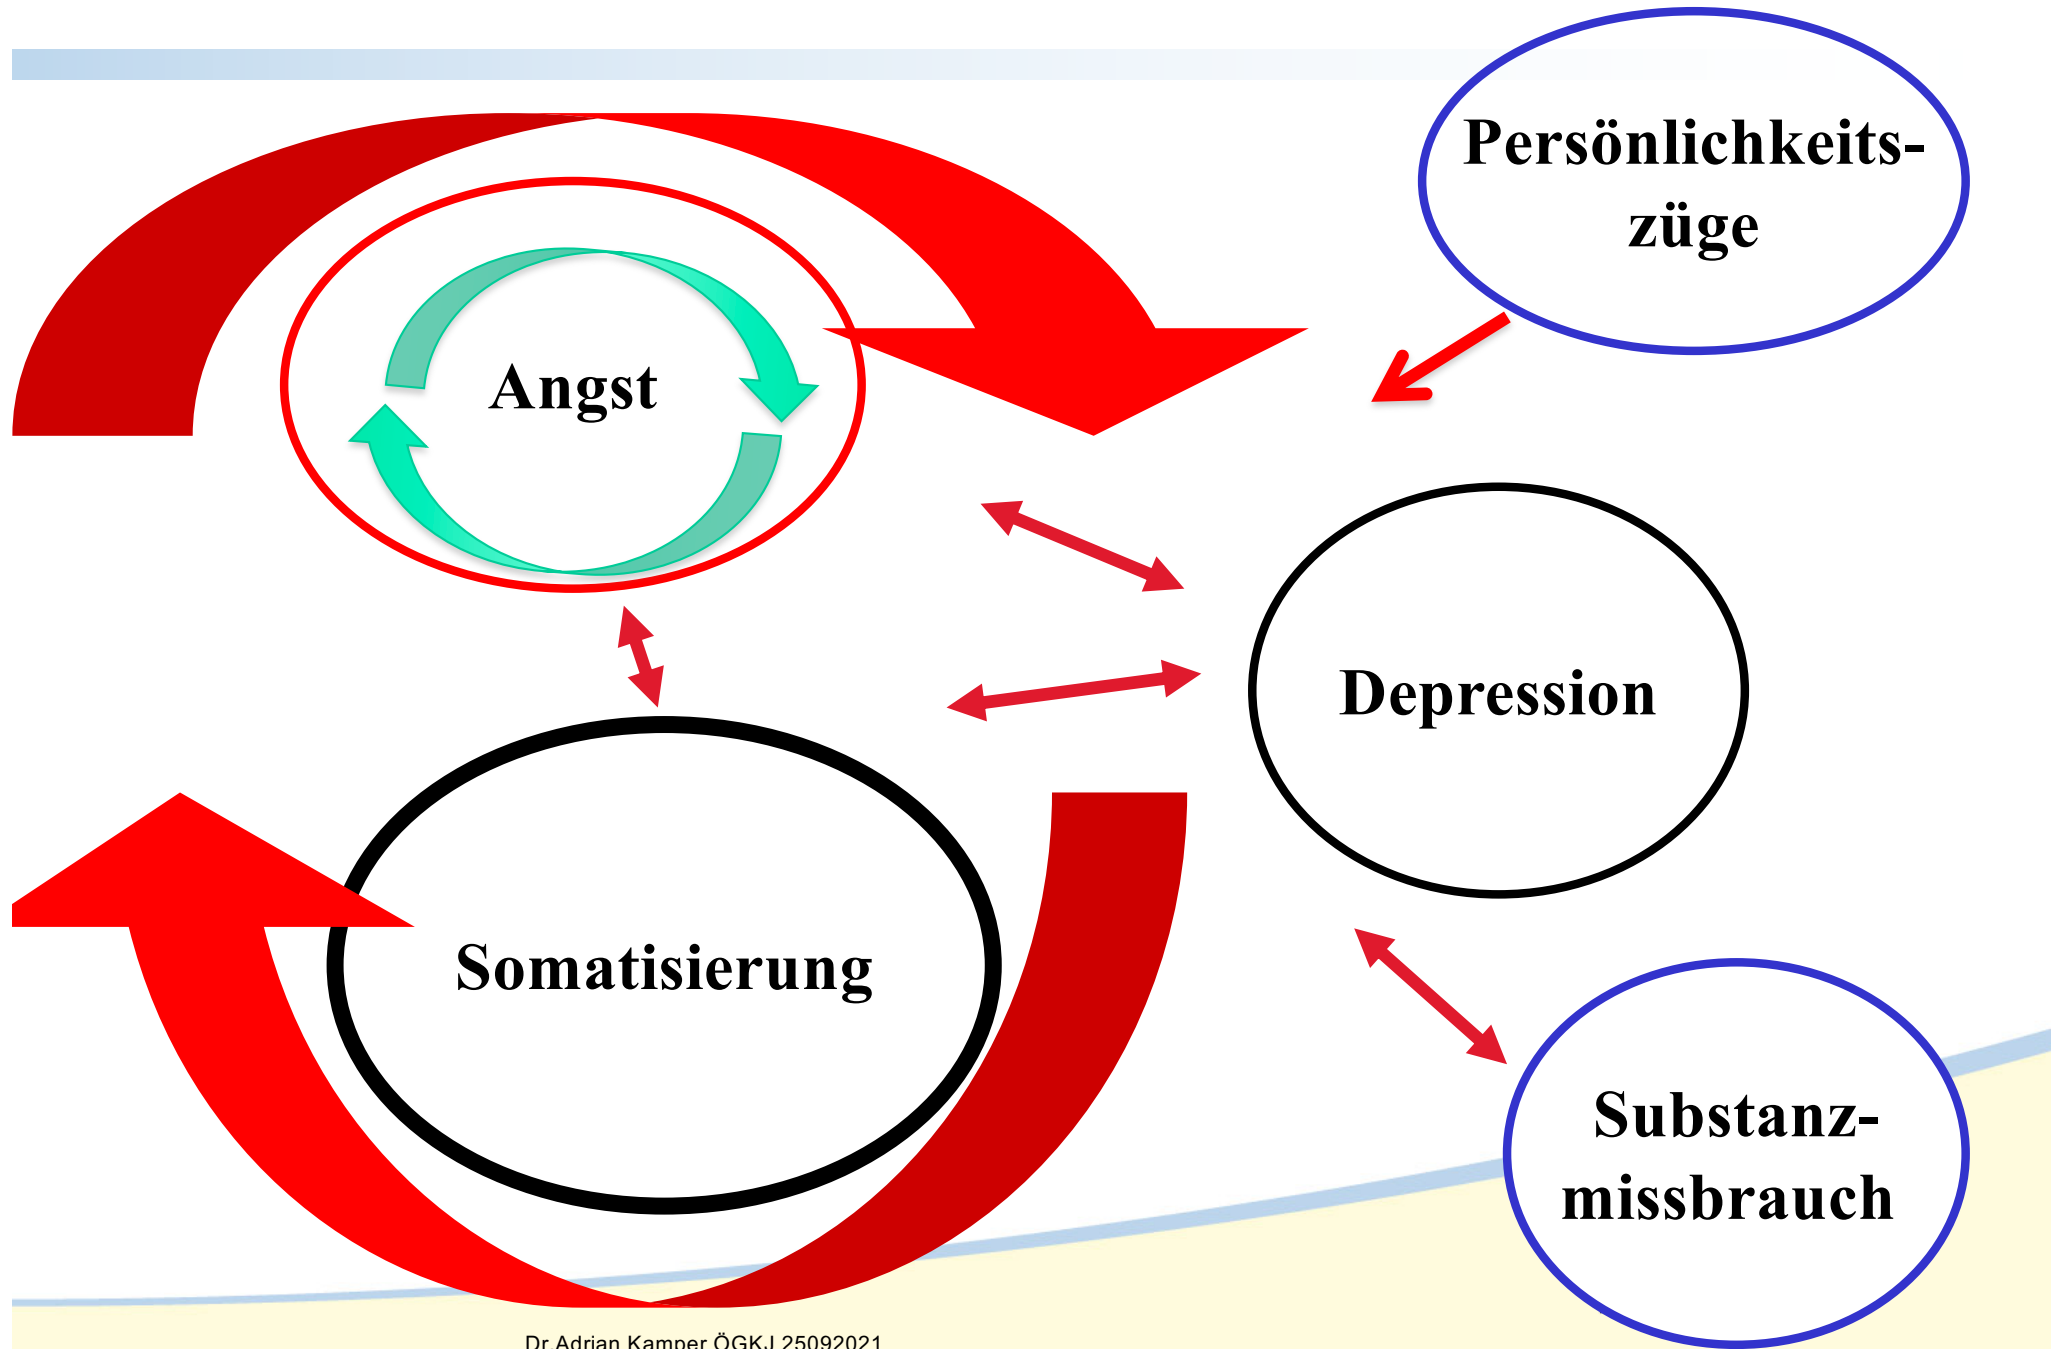 Persönlichkeits-
züge
Angst
Depression
Somatisierung
Substanz-
missbrauch
Dr.Adrian Kamper ÖGKJ 25092021